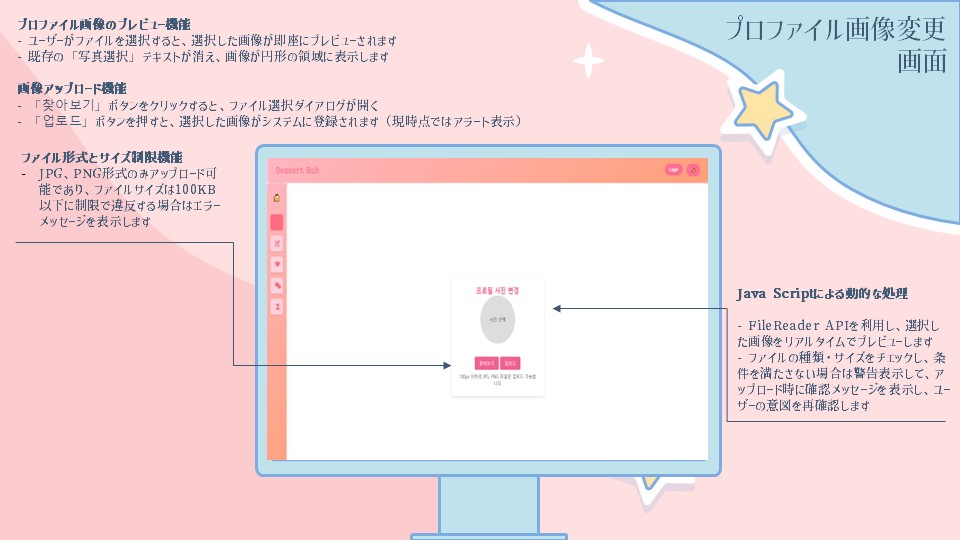 プロファイル画像変更
画面
プロファイル画像のプレビュー機能
- ユーザーがファイルを選択すると、選択した画像が即座にプレビューされます
- 既存の「写真選択」テキストが消え、画像が円形の領域に表示します
画像アップロード機能
- 「찾아보기」ボタンをクリックすると、ファイル選択ダイアログが開く
- 「업로드」ボタンを押すと、選択した画像がシステムに登録されます（現時点ではアラート表示）
ファイル形式とサイズ制限機能
- JPG、PNG形式のみアップロード可
能であり、ファイルサイズは100KB
以下に制限で違反する場合はエラー
メッセージを表示します
Dessert Hub
Login
프로필 사진 변경
사진 선택
찾아보기
업로드
Java Scriptによる動的な処理
- FileReader APIを利用し、選択し
た画像をリアルタイムでプレビューします
- ファイルの種類・サイズをチェックし、条
件を満たさない場合は警告表示して、ア
ップロード時に確認メッセージを表示し、ユー
ザーの意図を再確認します